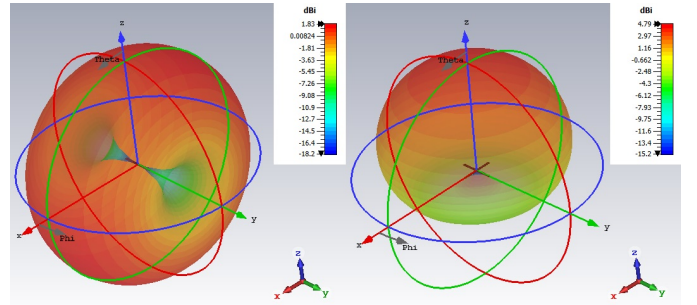 z
Theta
x
Phi
y
dBi
1.83
0.00824
-1.81
-3.63
-5.45
-7.26
-9.08
-10.9
-12.7
-14.5
-16.4
-18.2
z
x
y
z
Theta
x
Phi
y
dBi
4.79
2.97
1.16
-0.662
-2.48
-4.3
-6.12
-7.93
-9.75
-11.6
-13.4
-15.2
z
x
y